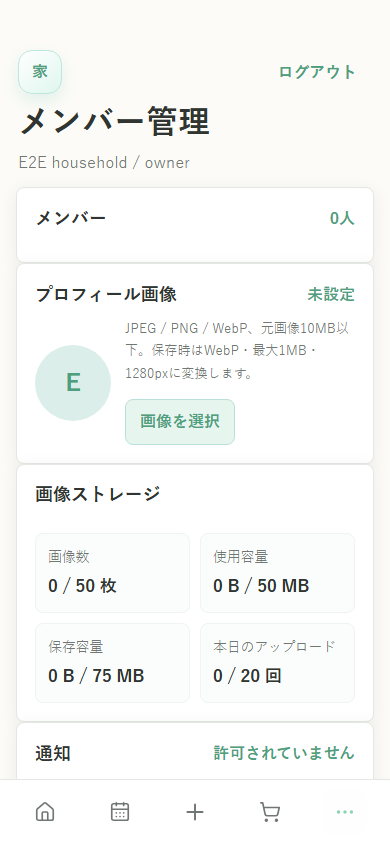 家
ログアウト
メンバー管理
E2E household / owner
メンバー
0人
プロフィール画像
未設定
E
JPEG / PNG / WebP、元画像10MB以
下。保存時はWebP・最大1MB・
1280pxに変換します。
画像を選択
画像ストレージ
画像数
0 / 50 枚
使用容量
0 B / 50 MB
保存容量
0 B / 75 MB
本日のアップロード
0 / 20 回
通知
許可されていません